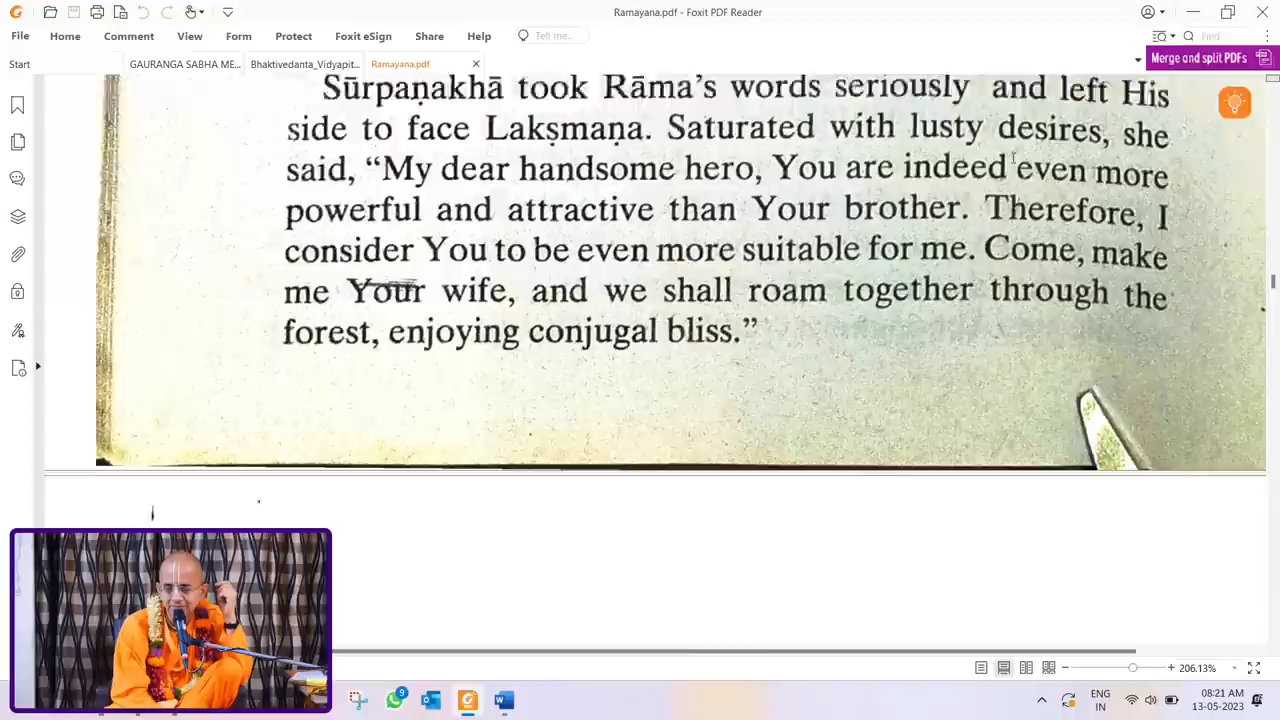 Ramayana.pdf - Foxit PDF Reader
File Home Comment View Form Protect Foxit eSign Share Help Tell me... Find
Start GAURANGA SABHA ME... Bhaktivedanta_Vidyapit... Ramayana.pdf
Merge and split PDFs
Sūrpaṇakhā took Rāma's words seriously and left His
side to face Lakṣmaṇa. Saturated with lusty desires, she
said, “My dear handsome hero, You are indeed even more
powerful and attractive than Your brother. Therefore, I
consider You to be even more suitable for me. Come, make
me Your wife, and we shall roam together through the
forest, enjoying conjugal bliss.”
206.13%
9
ENG
IN
08:21 AM
13-05-2023